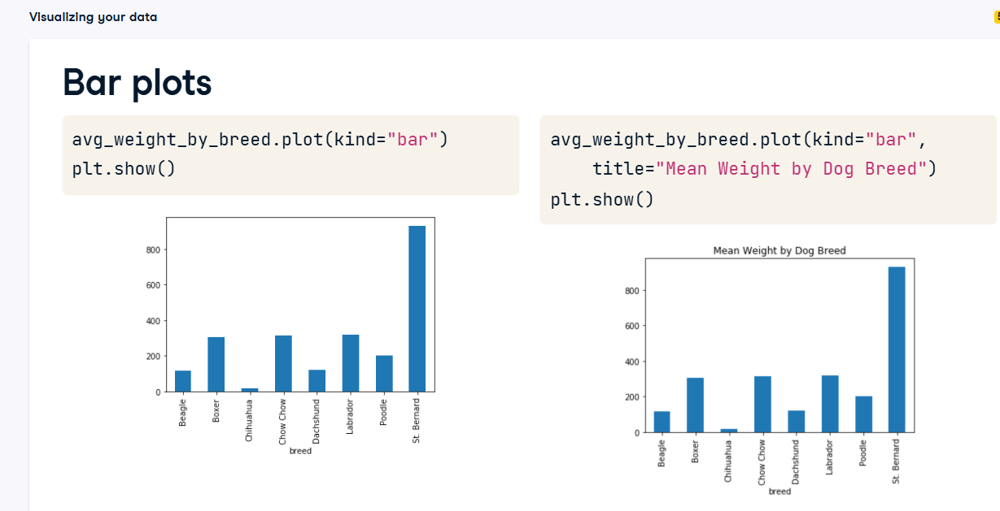 Visualizing your data
Bar plots
avg_weight_by_breed.plot(kind="bar")
plt.show()
800
600
400
200
0
Beagle
Boxer
Chihuahua
Chow Chow
Dachshund
Labrador
Poodle
St. Bernard
breed
avg_weight_by_breed.plot(kind="bar",
title="Mean Weight by Dog Breed")
plt.show()
Mean Weight by Dog Breed
800
600
400
200
0
Beagle
Boxer
Chihuahua
Chow Chow
Dachshund
Labrador
Poodle
St. Bernard
breed